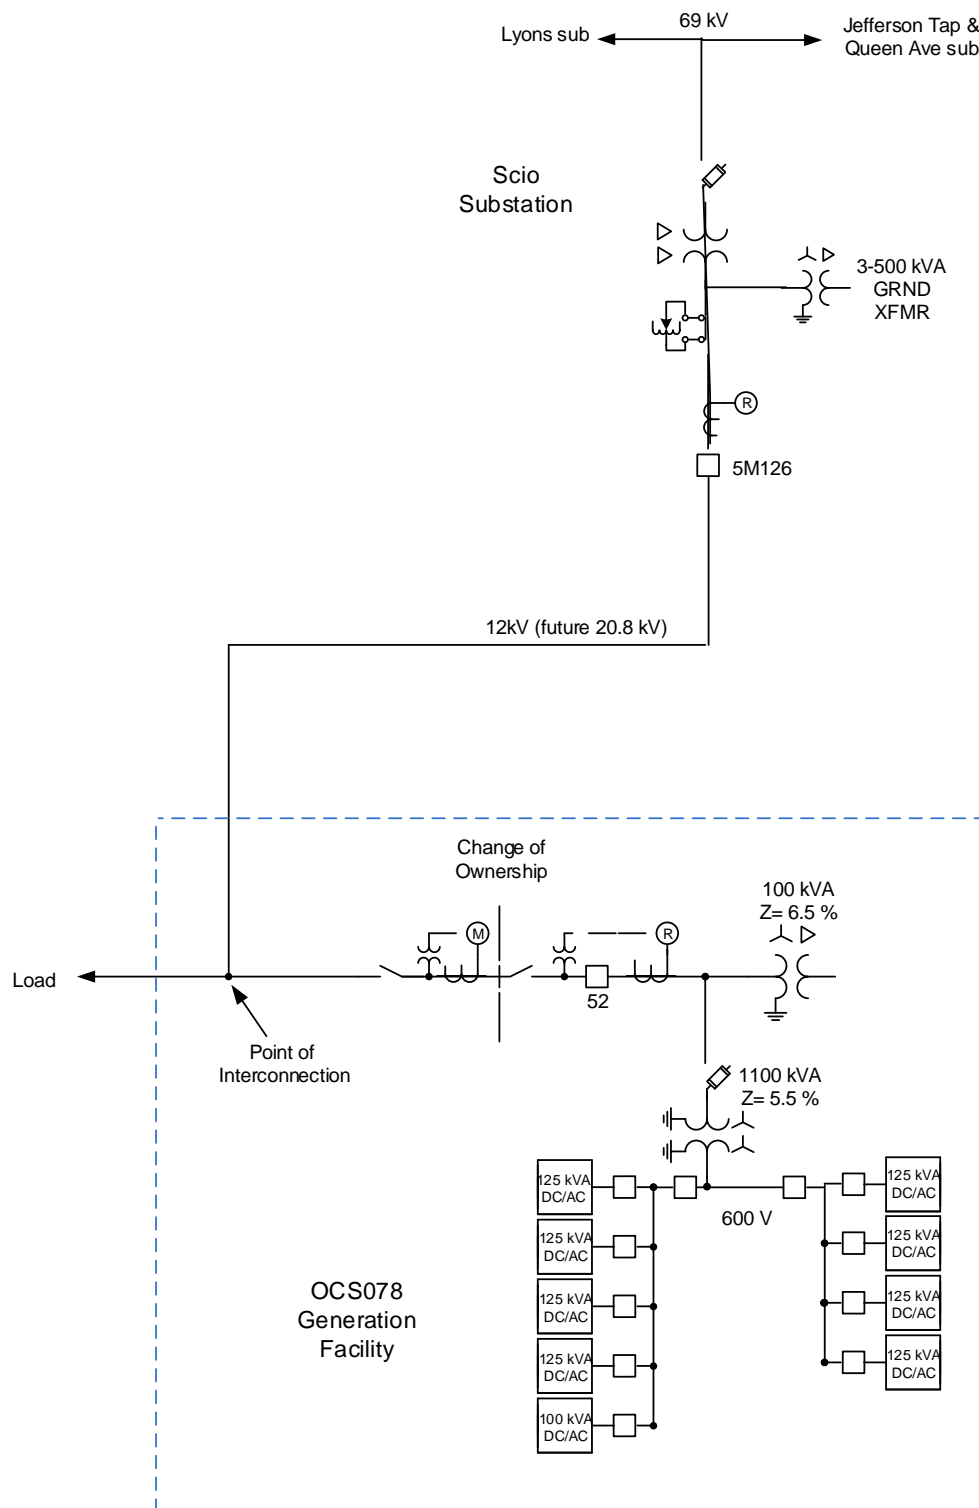 Lyons sub
69 kV
Jefferson Tap &
Queen Ave sub
Scio
Substation
3-500 kVA
GRND
XFMR
R
5M126
12kV (future 20.8 kV)
Change of
Ownership
100 kVA
Z= 6.5 %
M
R
Load
52
Point of
Interconnection
1100 kVA
Z= 5.5 %
125 kVA
DC/AC
125 kVA
DC/AC
600 V
125 kVA
DC/AC
125 kVA
DC/AC
125 kVA
DC/AC
125 kVA
DC/AC
125 kVA
DC/AC
125 kVA
DC/AC
100 kVA
DC/AC
OCS078
Generation
Facility